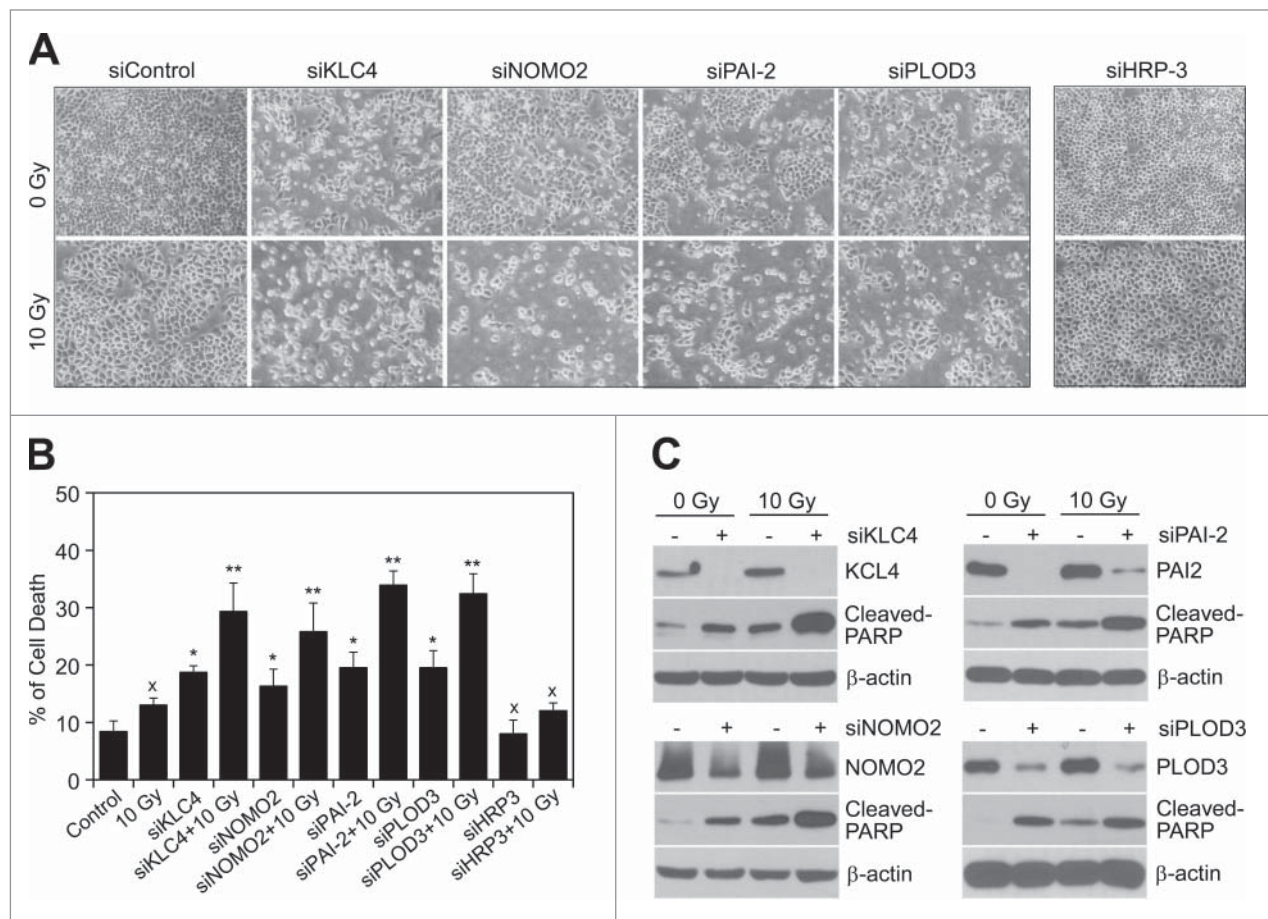 A
siControl siKLC4 siNOMO2 siPAI-2 siPLOD3 siHRP-3
0 Gy
10 Gy
B
% of Cell Death
50
40
30
20
10
0
x * ** * ** * ** * ** x x
Control
10 Gy
siKLC4
siKLC4+10 Gy
siNOMO2
siNOMO2+10 Gy
siPAI-2
siPAI-2+10 Gy
siPLOD3
siPLOD3+10 Gy
siHRP3
siHRP3+10 Gy
C
0 Gy 10 Gy
- + - + siKLC4
KCL4
Cleaved-
PARP
β-actin
- + - + siNOMO2
NOMO2
Cleaved-
PARP
β-actin
0 Gy 10 Gy
- + - + siPAI-2
PAI2
Cleaved-
PARP
β-actin
- + - + siPLOD3
PLOD3
Cleaved-
PARP
β-actin